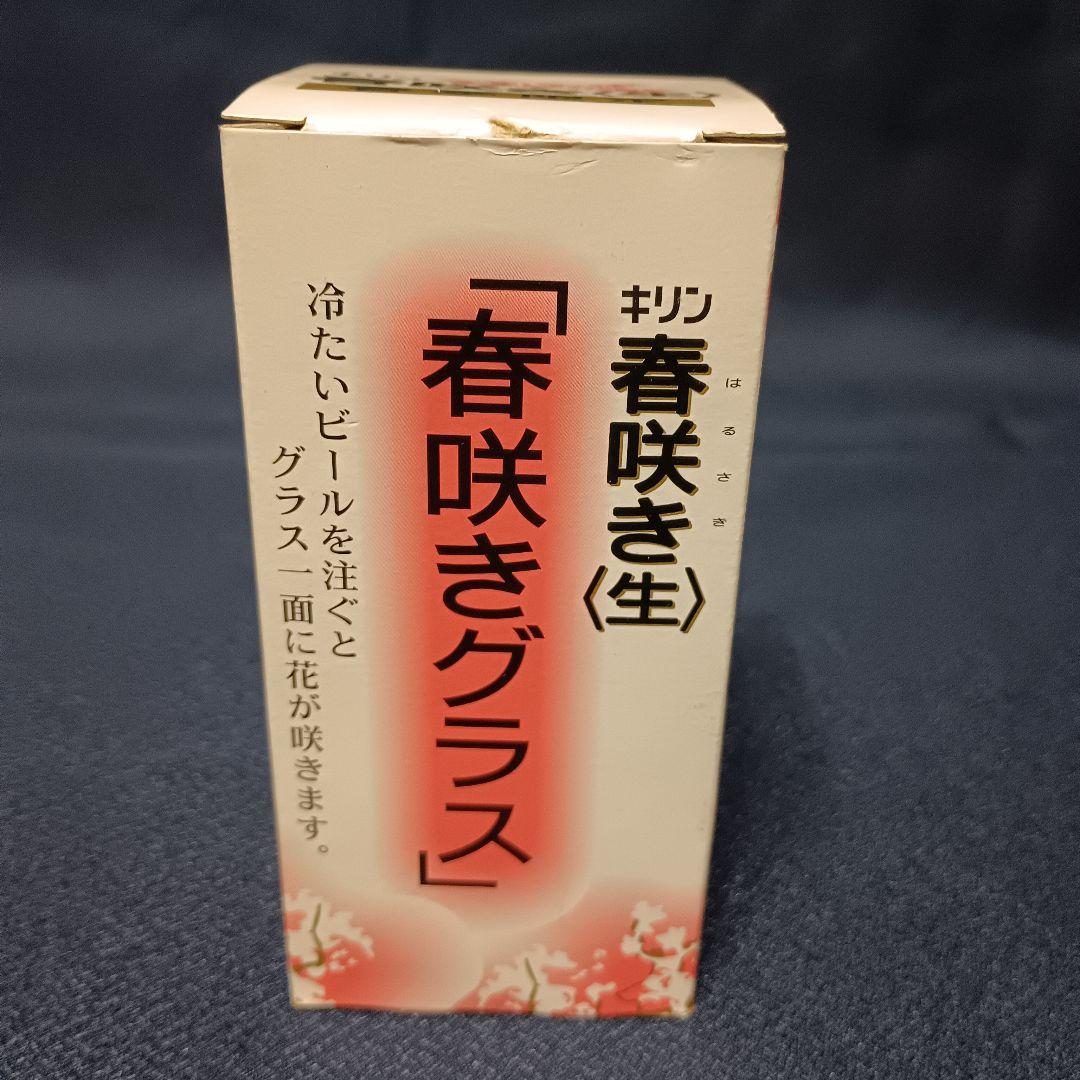 キリン
春咲き〈生〉
はるさき
「春咲きグラス」
冷たいビールを注ぐと
グラス一面に花が咲きます。